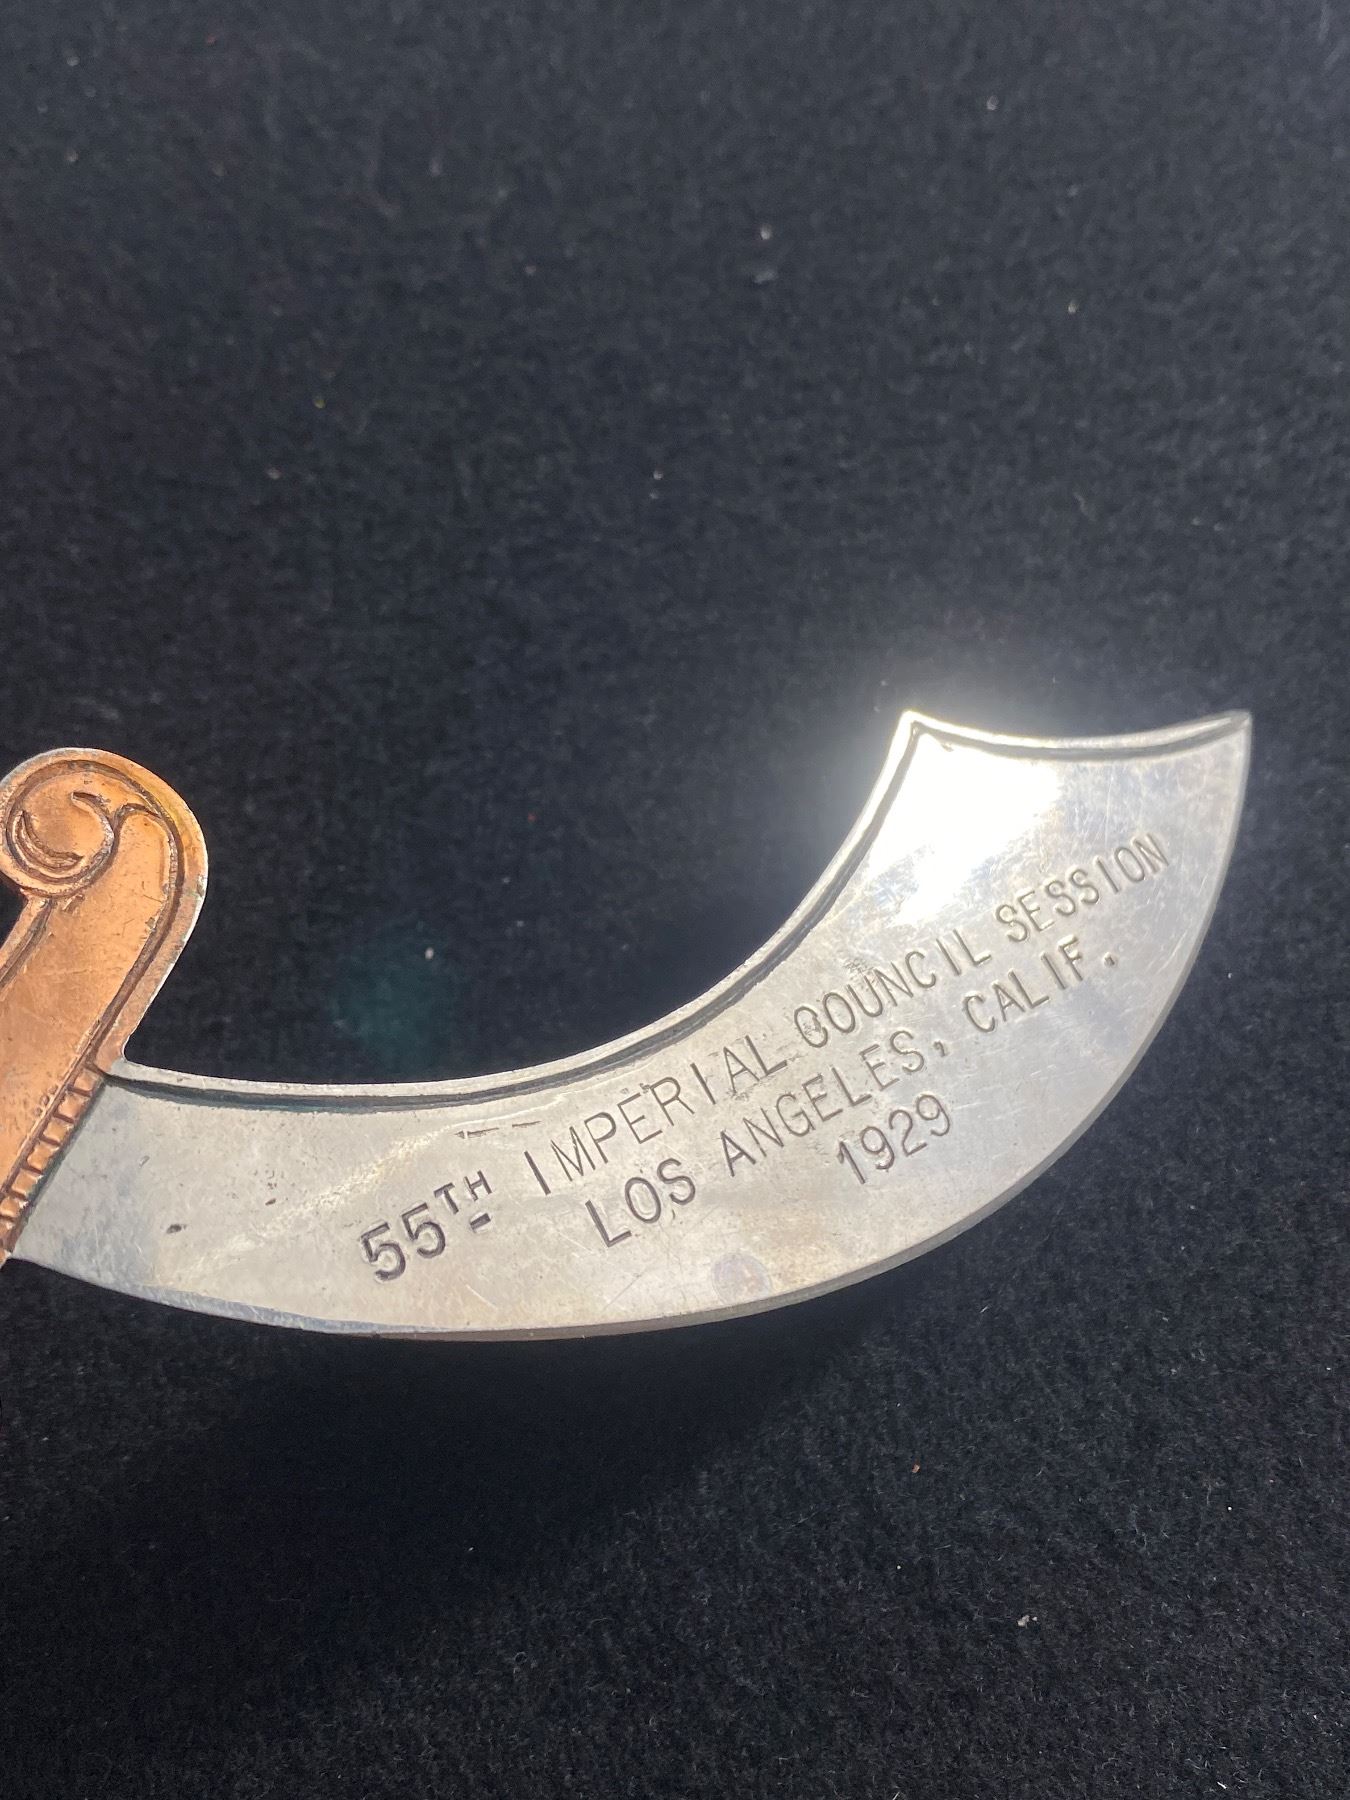 55TH IMPERIAL COUNCIL SESSION
LOS ANGELES, CALIF.
1929